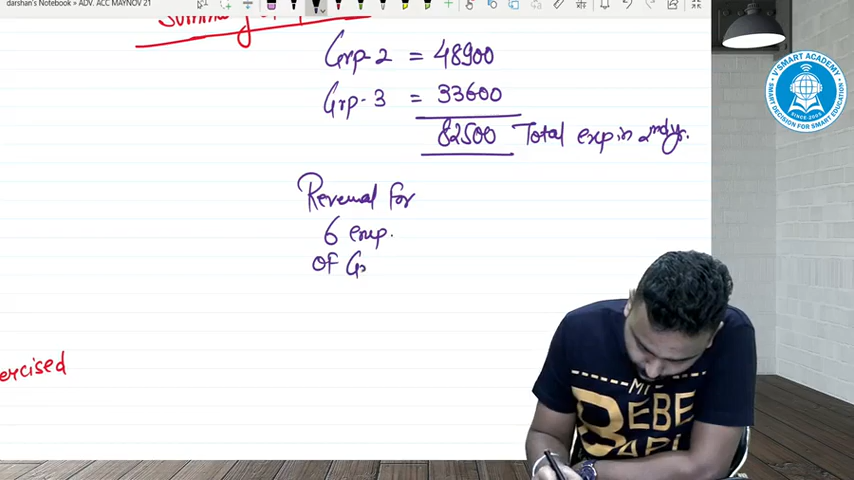 darshan's Notebook > ADV. ACC MAYNOV 21
Grp-2 = 48900
Grp-3 = 33600
82500 Total exp in 2nd yr.
Reversal for
6 emp.
of G
ercised
V'SMART ACADEMY
SINCE-2003
SMART DECISION FOR SMART EDUCATION